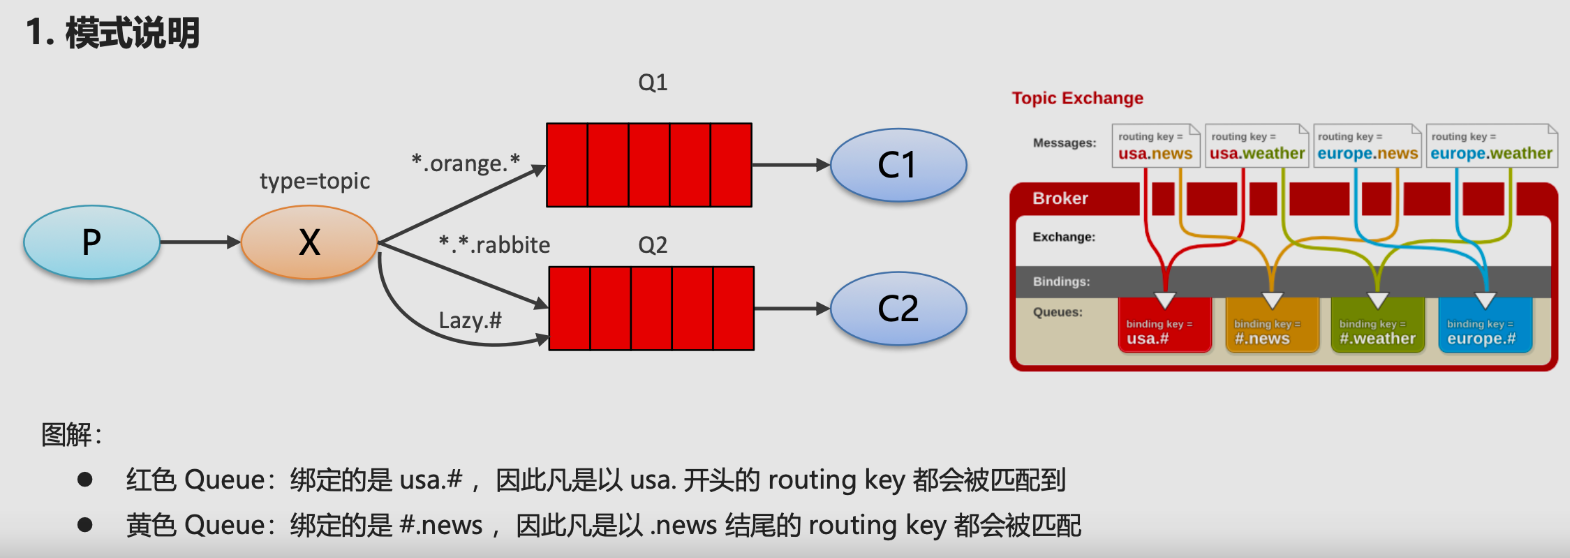 1. 模式说明
Q1
*.orange.*
type=topic
P
X
C1
*.*.rabbite
Q2
Lazy.#
C2
Topic Exchange
Messages:
routing key =
usa.news
routing key =
usa.weather
routing key =
europe.news
routing key =
europe.weather
Broker
Exchange:
Bindings:
Queues:
binding key =
usa.#
binding key =
#.news
binding key =
#.weather
binding key =
europe.#
图解：
● 红色 Queue：绑定的是 usa.# ，因此凡是以 usa. 开头的 routing key 都会被匹配到
● 黄色 Queue：绑定的是 #.news ，因此凡是以 .news 结尾的 routing key 都会被匹配